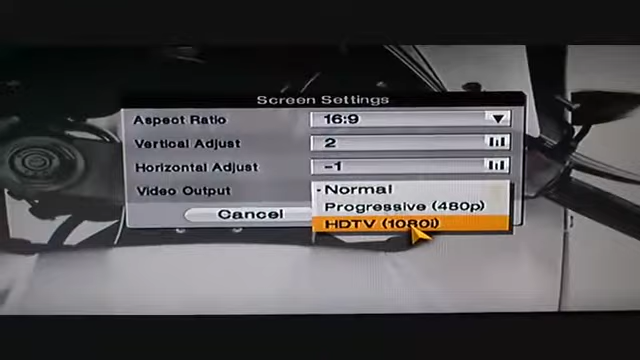 Screen Settings
Aspect Ratio 16:9
Vertical Adjust 2
Horizontal Adjust -1
Video Output -Normal
Progressive (480p)
Cancel HDTV (1080i)